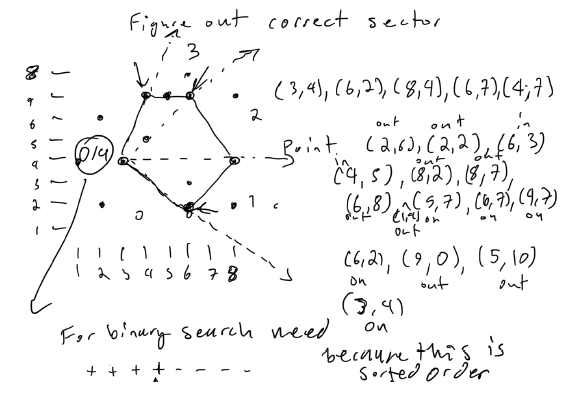 Figure out correct sector
3
8
7
6
5
4
3
2
1
0/4
2
1
0
1 2 3 4 5 6 7 8
(3,4), (6,2), (8,4), (6,7), (4,7)
out out in
Point (2,6), (2,2), (6,3)
in out out
(4,5), (8,2), (8,7),
(6,8), (5,7), (6,7), (4,7)
out on on on
out
(6,2), (9,0), (5,10)
on out out
(3,4)
on
For binary search need
+ + + + - - - -
because this is
sorted order